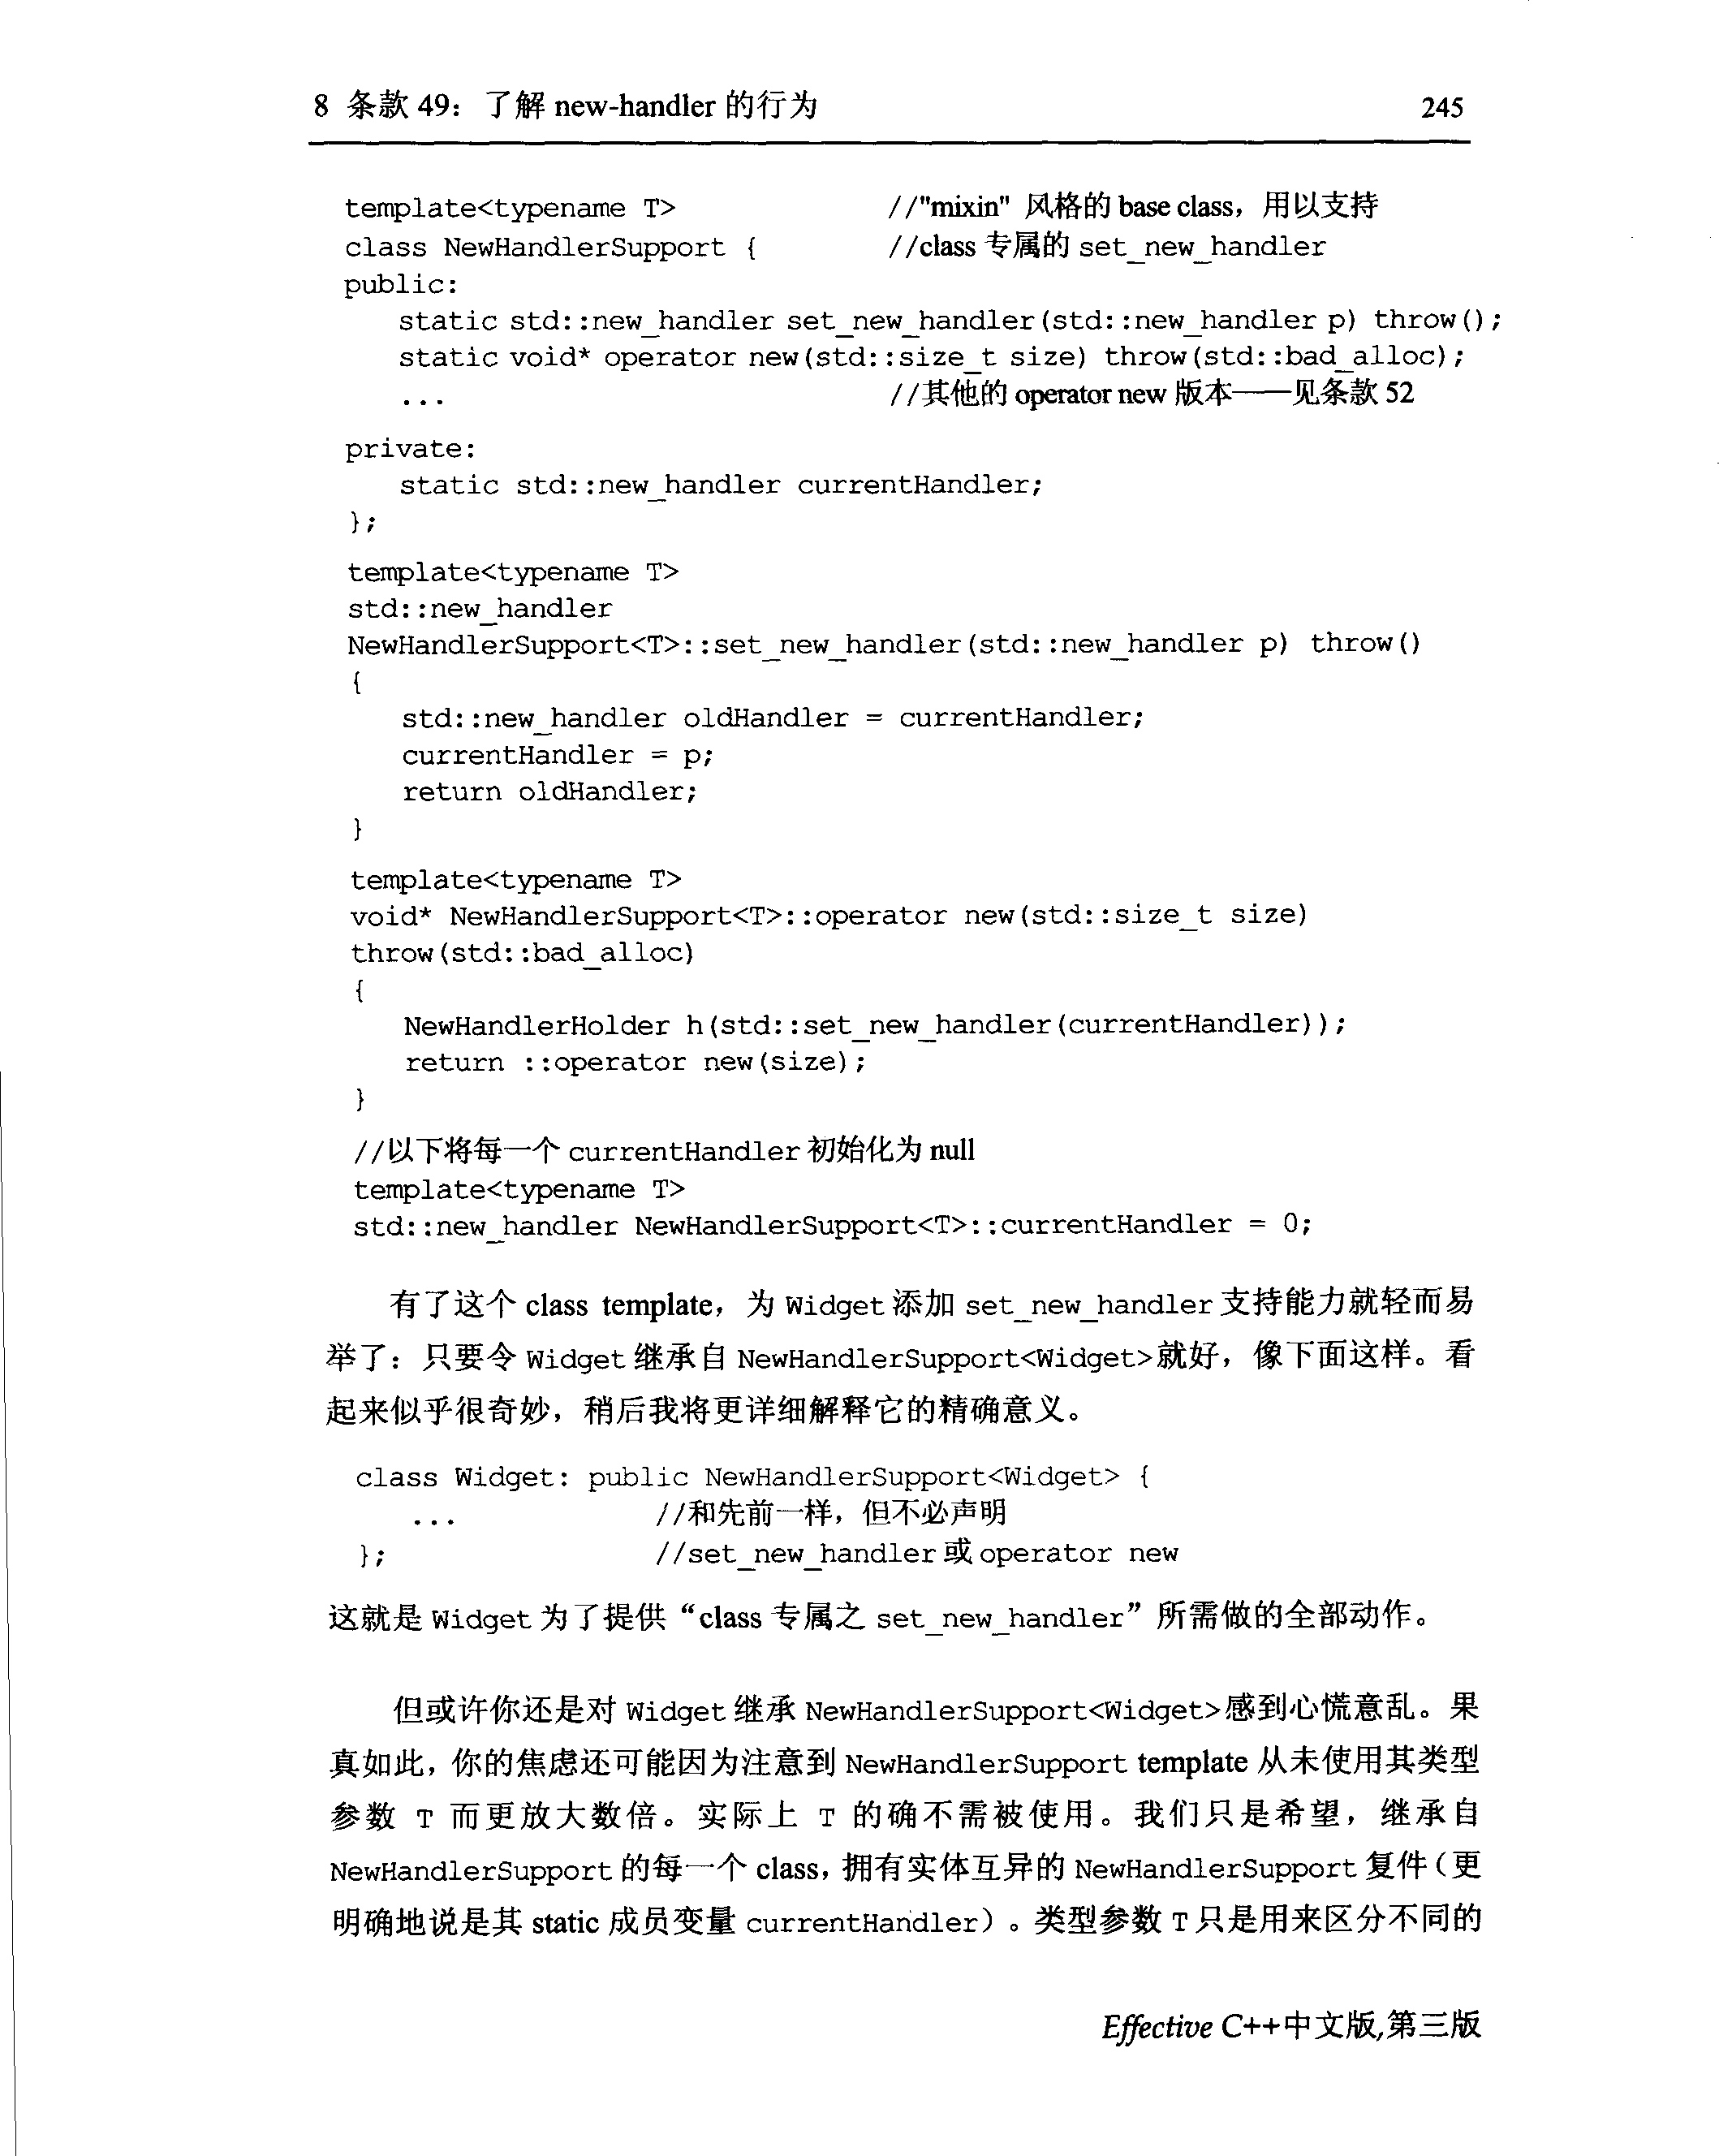 8 条款 49：了解 new-handler 的行为 245
template<typename T> //"mixin" 风格的 base class，用以支持
class NewHandlerSupport { //class 专属的 set_new_handler
public:
static std::new_handler set_new_handler(std::new_handler p) throw();
static void* operator new(std::size_t size) throw(std::bad_alloc);
... //其他的 operator new 版本——见条款 52
private:
static std::new_handler currentHandler;
};
template<typename T>
std::new_handler
NewHandlerSupport<T>::set_new_handler(std::new_handler p) throw()
{
std::new_handler oldHandler = currentHandler;
currentHandler = p;
return oldHandler;
}
template<typename T>
void* NewHandlerSupport<T>::operator new(std::size_t size)
throw(std::bad_alloc)
{
NewHandlerHolder h(std::set_new_handler(currentHandler));
return ::operator new(size);
}
//以下将每一个 currentHandler 初始化为 null
template<typename T>
std::new_handler NewHandlerSupport<T>::currentHandler = 0;
有了这个 class template，为 Widget 添加 set_new_handler 支持能力就轻而易
举了：只要令 Widget 继承自 NewHandlerSupport<Widget>就好，像下面这样。看
起来似乎很奇妙，稍后我将更详细解释它的精确意义。
class Widget: public NewHandlerSupport<Widget> {
... //和先前一样，但不必声明
}; //set_new_handler 或 operator new
这就是 Widget 为了提供“class 专属之 set_new_handler”所需做的全部动作。
但或许你还是对 Widget 继承 NewHandlerSupport<Widget>感到心慌意乱。果
真如此，你的焦虑还可能因为注意到 NewHandlerSupport template 从未使用其类型
参数 T 而更放大数倍。实际上 T 的确不需被使用。我们只是希望，继承自
NewHandlerSupport 的每一个 class，拥有实体互异的 NewHandlerSupport 复件（更
明确地说是其 static 成员变量 currentHandler）。类型参数 T 只是用来区分不同的
Effective C++中文版,第三版